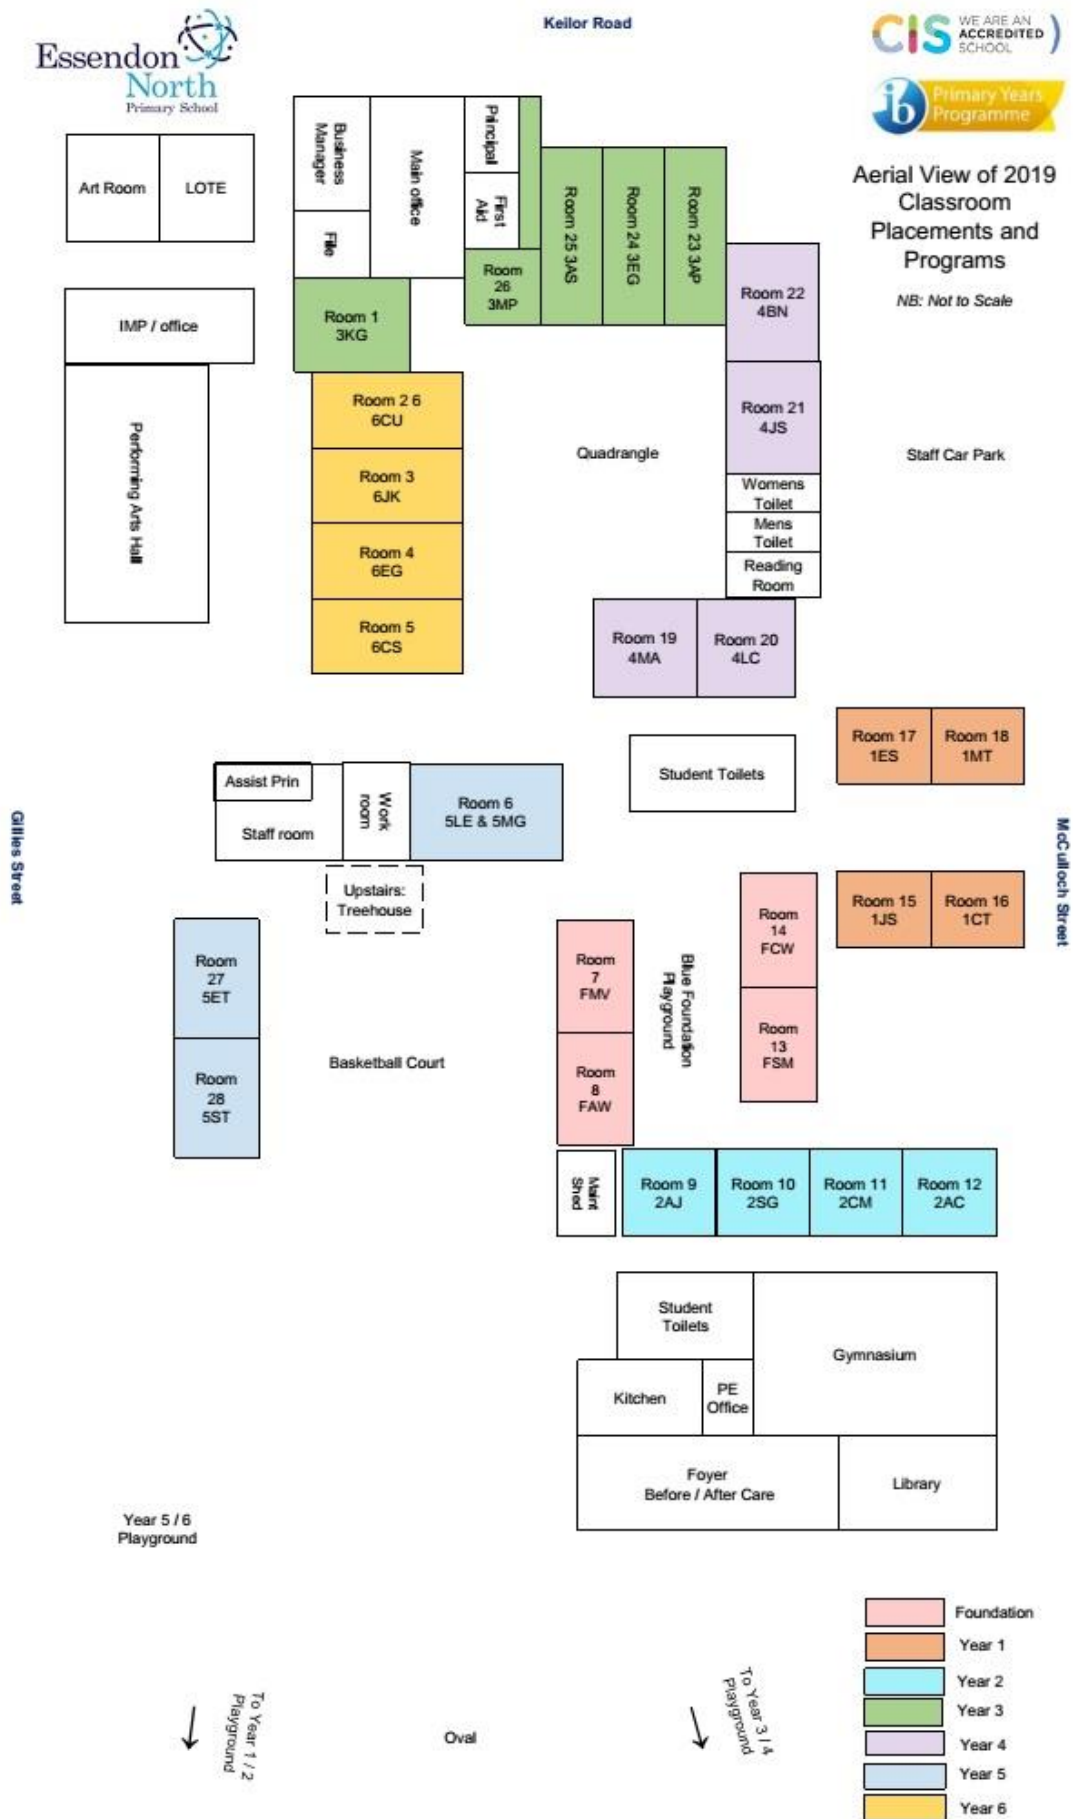 Keilor Road
Essendon
North
Primary School
CIS
WE ARE AN
ACCREDITED
SCHOOL
ib
Primary Years
Programme
Aerial View of 2019
Classroom
Placements and
Programs
NB: Not to Scale
Art Room
LOTE
Business
Manager
Main office
Principal
First
Aid
File
Room
26
3MP
Room 25 3AS
Room 24 3EG
Room 23 3AP
Room 22
4BN
IMP / office
Room 1
3KG
Performing Arts Hall
Room 2 6
6CU
Room 3
6JK
Room 4
6EG
Room 5
6CS
Quadrangle
Room 21
4JS
Staff Car Park
Womens
Toilet
Mens
Toilet
Reading
Room
Room 19
4MA
Room 20
4LC
Room 17
1ES
Room 18
1MT
Student Toilets
Assist Prin
Staff room
Work
room
Room 6
5LE & 5MG
Gillies Street
McCulloch Street
Upstairs:
Treehouse
Room 15
1JS
Room 16
1CT
Room
27
5ET
Room
28
5ST
Basketball Court
Room
7
FMV
Room
8
FAW
Blue Foundation
Playground
Room
14
FCW
Room
13
FSM
Maint
Shed
Room 9
2AJ
Room 10
2SG
Room 11
2CM
Room 12
2AC
Student
Toilets
Gymnasium
Kitchen
PE
Office
Foyer
Before / After Care
Library
Year 5 / 6
Playground
To Year 1 / 2
Playground
Oval
To Year 3 / 4
Playground
Foundation
Year 1
Year 2
Year 3
Year 4
Year 5
Year 6